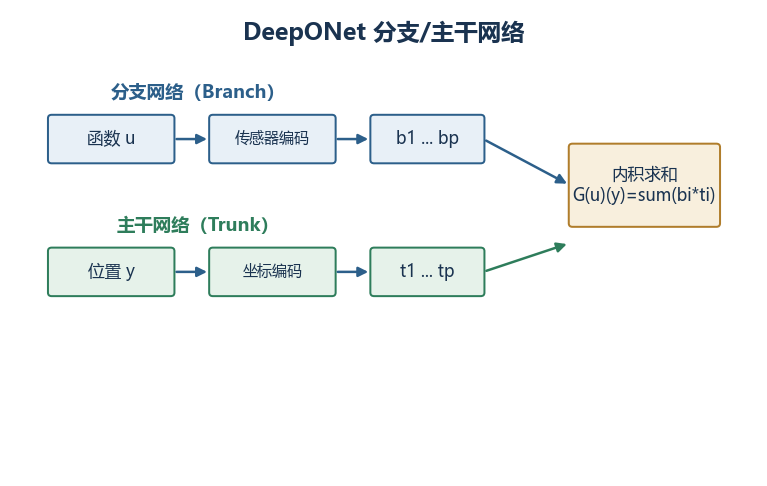 DeepONet 分支/主干网络
分支网络（Branch）
函数 u
传感器编码
b1 ... bp
内积求和
G(u)(y)=sum(bi*ti)
主干网络（Trunk）
位置 y
坐标编码
t1 ... tp